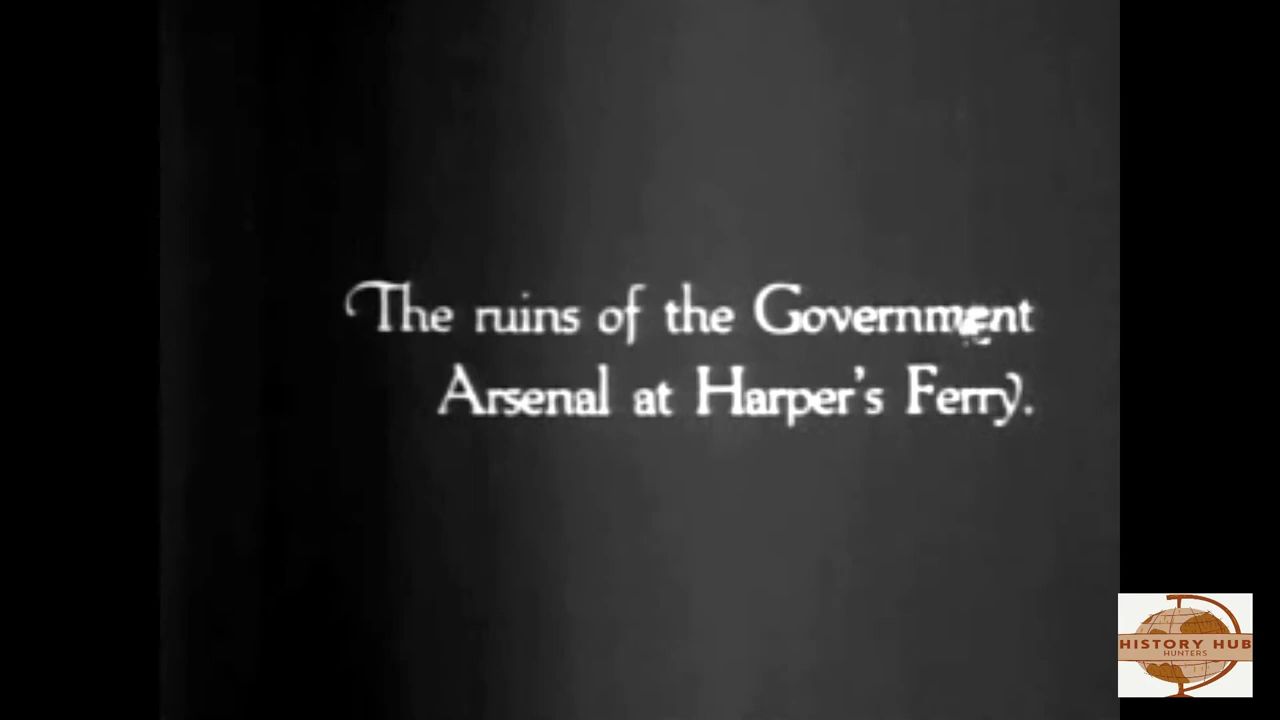 The ruins of the Government
Arsenal at Harper's Ferry.
HISTORY HUB
HUNTERS